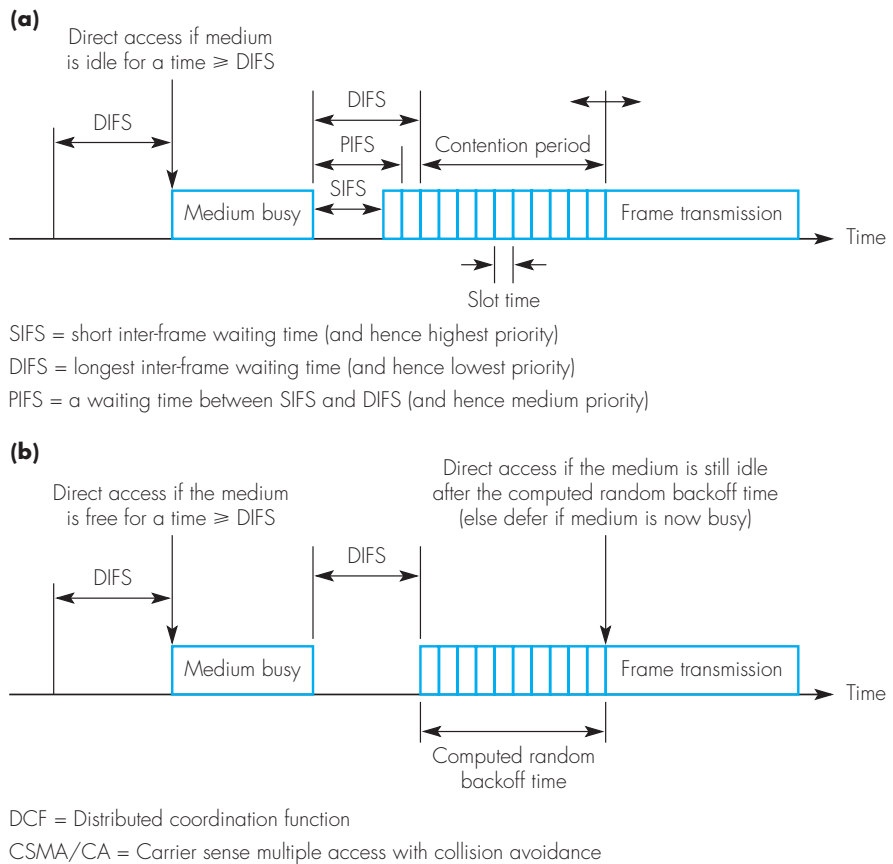 (a)
Direct access if medium
is idle for a time ⩾ DIFS
DIFS
DIFS
PIFS
Contention period
SIFS
Medium busy
Frame transmission
Time
Slot time
SIFS = short inter-frame waiting time (and hence highest priority)
DIFS = longest inter-frame waiting time (and hence lowest priority)
PIFS = a waiting time between SIFS and DIFS (and hence medium priority)
(b)
Direct access if the medium
is free for a time ⩾ DIFS
Direct access if the medium is still idle
after the computed random backoff time
(else defer if medium is now busy)
DIFS
DIFS
Medium busy
Frame transmission
Time
Computed random
backoff time
DCF = Distributed coordination function
CSMA/CA = Carrier sense multiple access with collision avoidance